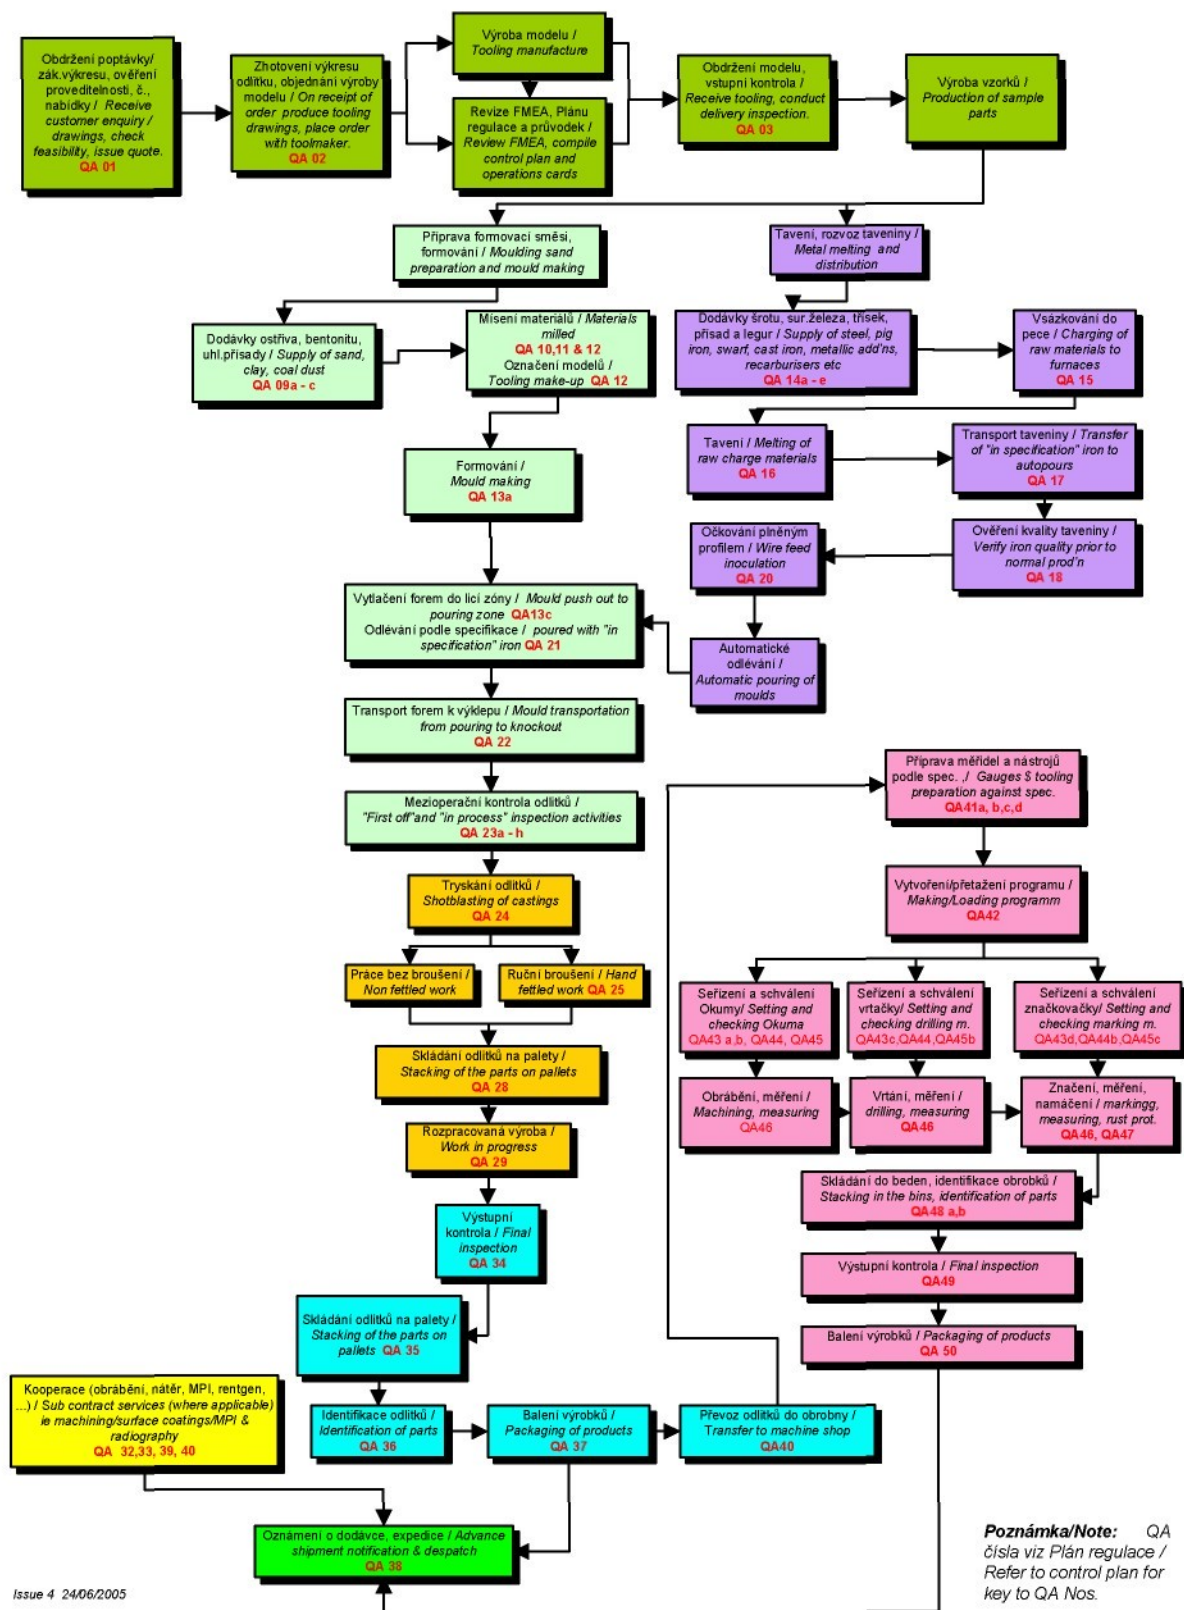 Obdržení poptávky/
zák.výkresu, ověření
proveditelnosti, č.,
nabídky / Receive
customer enquiry /
drawings, check
feasibility, issue quote.
QA 01
Zhotovení výkresu
odlitku, objednání výroby
modelu / On receipt of
order produce tooling
drawings, place order
with toolmaker.
QA 02
Výroba modelu
/ Tooling manufacture
Revize FMEA, Plánu
regulace a průvodek /
Review FMEA, compile
control plan and
operations cards
Obdržení modelu,
vstupní kontrola /
Receive tooling, conduct
delivery inspection.
QA 03
Výroba vzorků /
Production of sample
parts
Příprava formovací směsi,
formování / Moulding sand
preparation and mould making
Tavení, rozvoz taveniny /
Metal melting and
distribution
Dodávky ostřiva, bentonitu,
uhl.přísady / Supply of sand,
clay, coal dust
QA 09a - c
Mísení materiálů / Materials
milled
QA 10,11 & 12
Označení modelů /
Tooling make-up QA 12
Dodávky šrotu, sur.železa, třísek,
přísad a legur / Supply of steel, pig
iron, swarf, cast iron, metallic add'ns,
recarburisers etc
QA 14a - e
Vsázkování do
pece / Charging of
raw materials to
furnaces
QA 15
Formování /
Mould making
QA 13a
Tavení / Melting of
raw charge materials
QA 16
Transport taveniny / Transfer
of "in specification" iron to
autopours
QA 17
Očkování plněným
profilem / Wire feed
inoculation
QA 20
Ověření kvality taveniny /
Verify iron quality prior to
normal prod'n
QA 18
Vytlačení forem do licí zóny / Mould push out to
pouring zone QA13c
Odlévání podle specifikace / poured with "in
specification" iron QA 21
Automatické
odlévání /
Automatic pouring of
moulds
Transport forem k výklepu / Mould transportation
from pouring to knockout
QA 22
Mezioperační kontrola odlitků /
"First off"and "in process" inspection activities
QA 23a - h
Příprava měřidel a nástrojů
podle spec. ,/ Gauges $ tooling
preparation against spec.
QA41a, b,c,d
Tryskání odlitků /
Shotblasting of castings
QA 24
Vytvoření/přetažení programu /
Making/Loading programm
QA42
Práce bez broušení /
Non fettled work
Ruční broušení / Hand
fettled work QA 25
Seřízení a schválení
Okumy/ Setting and
checking Okuma
QA43 a,b, QA44, QA45
Seřízení a schválení
vrtačky/ Setting and
checking drilling m.
QA43c,QA44,QA45b
Seřízení a schválení
značkovačky/ Setting and
checking marking m.
QA43d,QA44b,QA45c
Skládání odlitků na palety /
Stacking of the parts on pallets
QA 28
Obrábění, měření /
Machining, measuring
QA46
Vrtání, měření /
drilling, measuring
QA46
Značení, měření,
namáčení / markingg,
measuring, rust prot.
QA46, QA47
Rozpracovaná výroba /
Work in progress
QA 29
Skládání do beden, identifikace obrobků /
Stacking in the bins, identification of parts
QA48 a,b
Výstupní
kontrola / Final
inspection
QA 34
Výstupní kontrola / Final inspection
QA49
Skládání odlitků na palety /
Stacking of the parts on
pallets QA 35
Balení výrobků / Packaging of products
QA 50
Kooperace (obrábění, nátěr, MPI, rentgen,
...) / Sub contract services (where applicable)
ie machining/surface coatings/MPI &
radiography
QA 32,33, 39, 40
Identifikace odlitků /
Identification of parts
QA 36
Balení výrobků /
Packaging of products
QA 37
Převoz odlitků do obrobny /
Transfer to machine shop
QA40
Oznámení o dodávce, expedice / Advance
shipment notification & despatch
QA 38
Poznámka/Note: QA
čísla viz Plán regulace /
Refer to control plan for
key to QA Nos.
Issue 4 24/06/2005